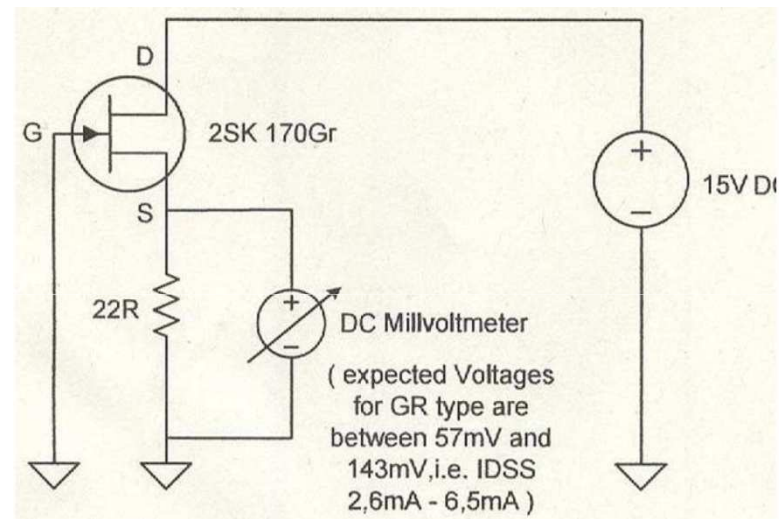 D
G
2SK 170Gr
+
15V D
−
S
22R
+
DC Millvoltmeter
−
( expected Voltages
for GR type are
between 57mV and
143mV,i.e. IDSS
2,6mA - 6,5mA )